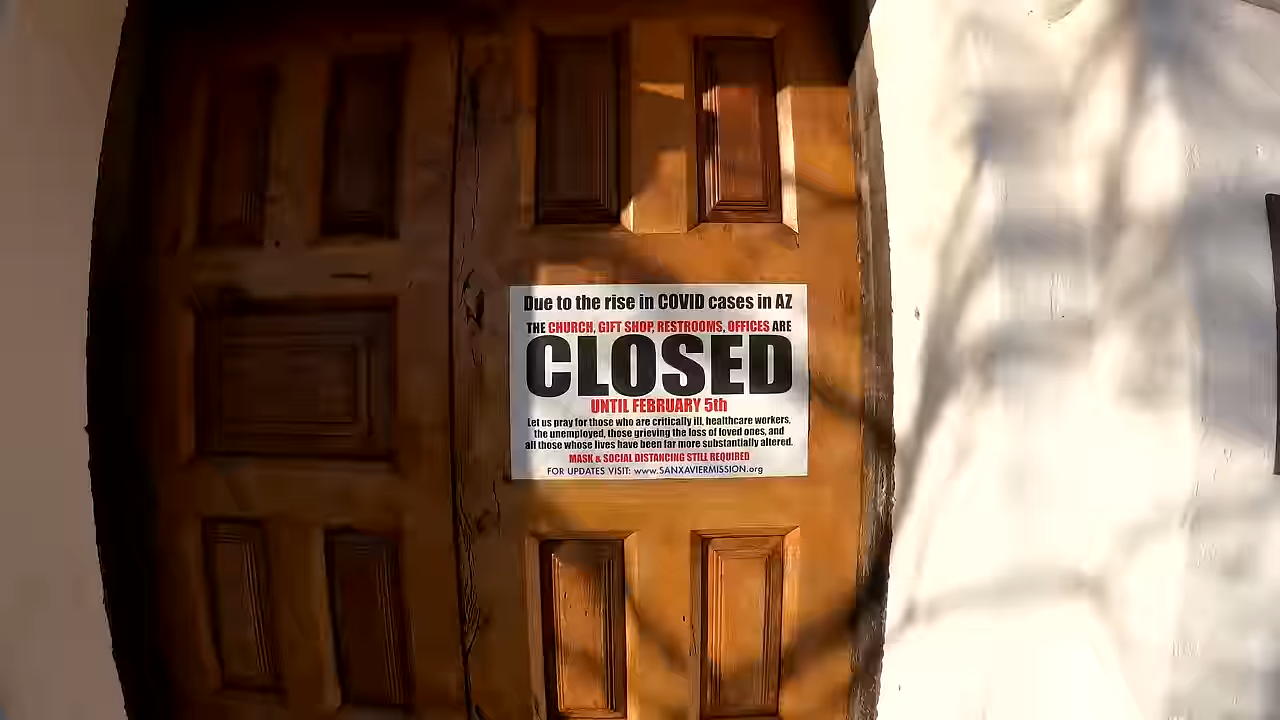 Due to the rise in COVID cases in AZ
THE CHURCH, GIFT SHOP, RESTROOMS, OFFICES ARE
CLOSED
UNTIL FEBRUARY 5th
Let us pray for those who are critically ill, healthcare workers,
the unemployed, those grieving the loss of loved ones, and
all those whose lives have been far more substantially altered.
MASK & SOCIAL DISTANCING STILL REQUIRED
FOR UPDATES VISIT: www.SANXAVIERMISSION.org